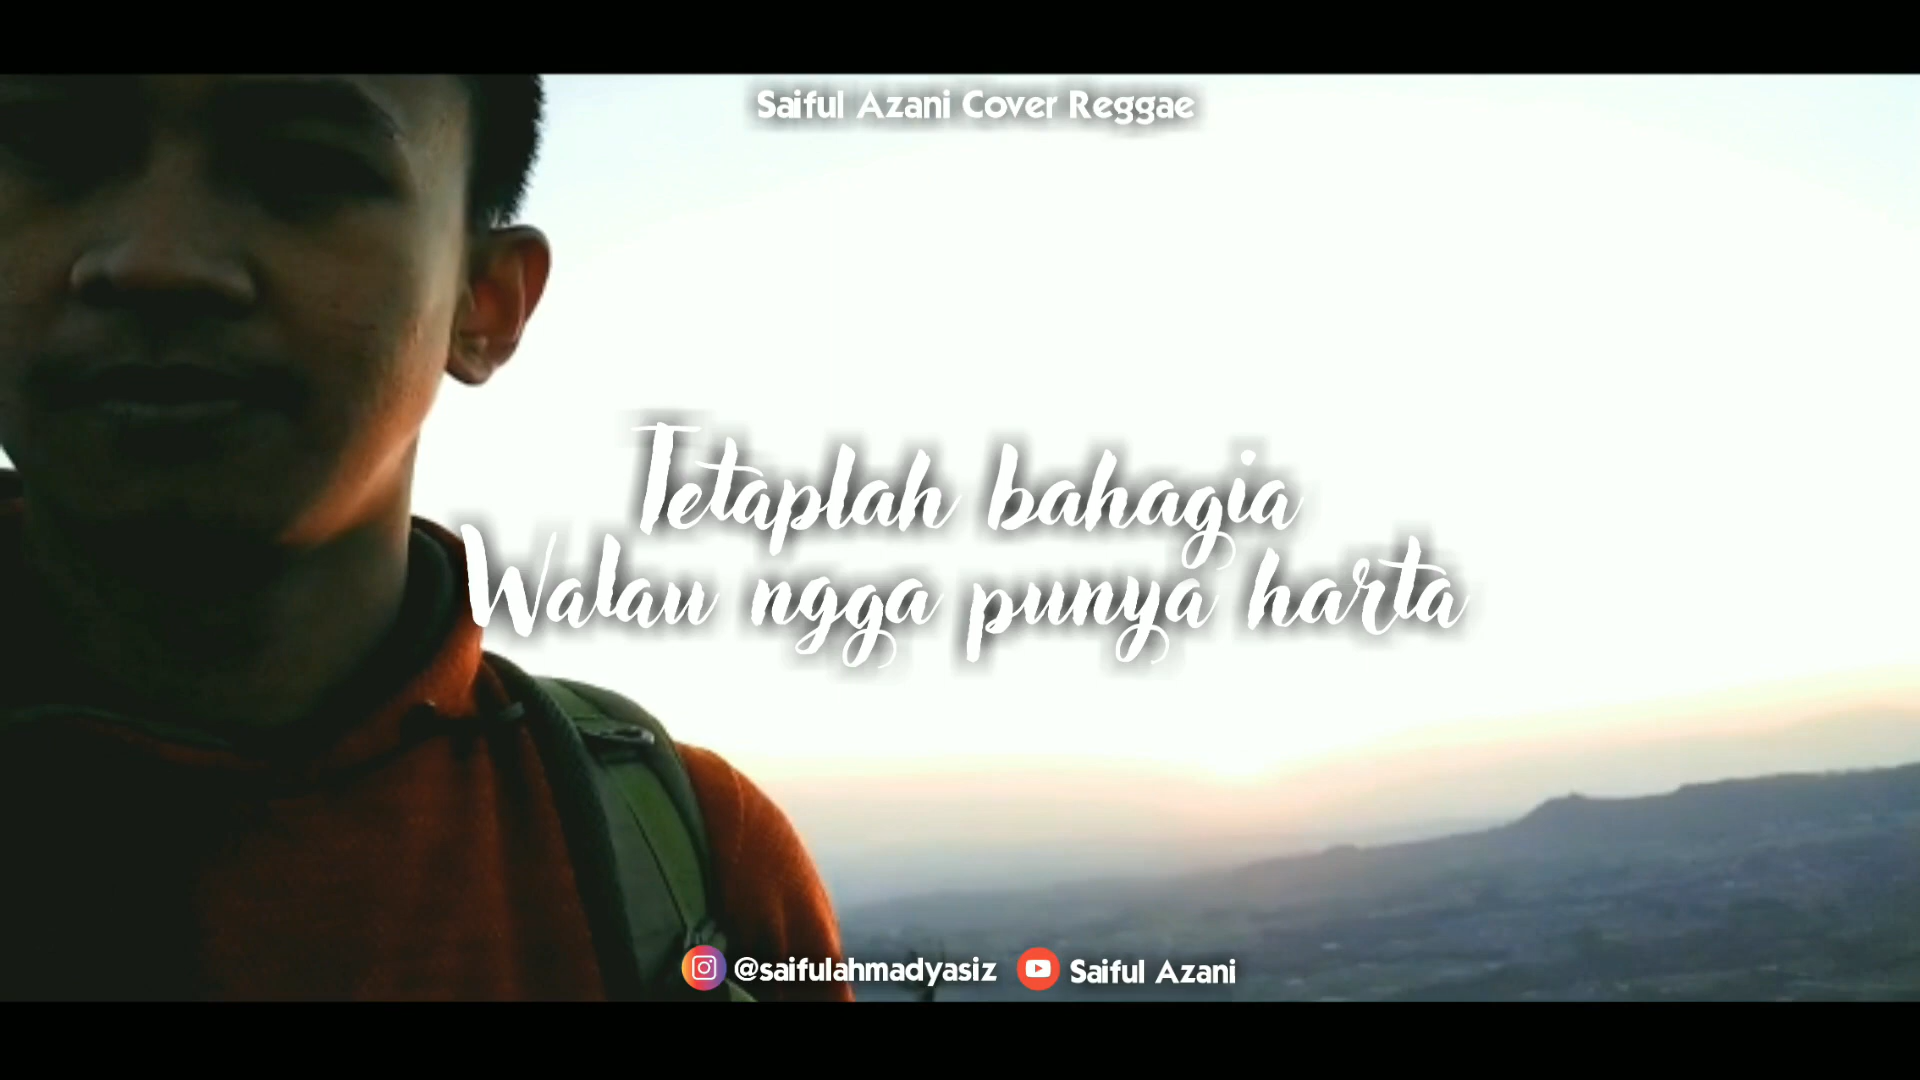 Saiful Azani Cover Reggae
Tetaplah bahagia
Walau ngga punya harta
@saifulahmadyasiz Saiful Azani